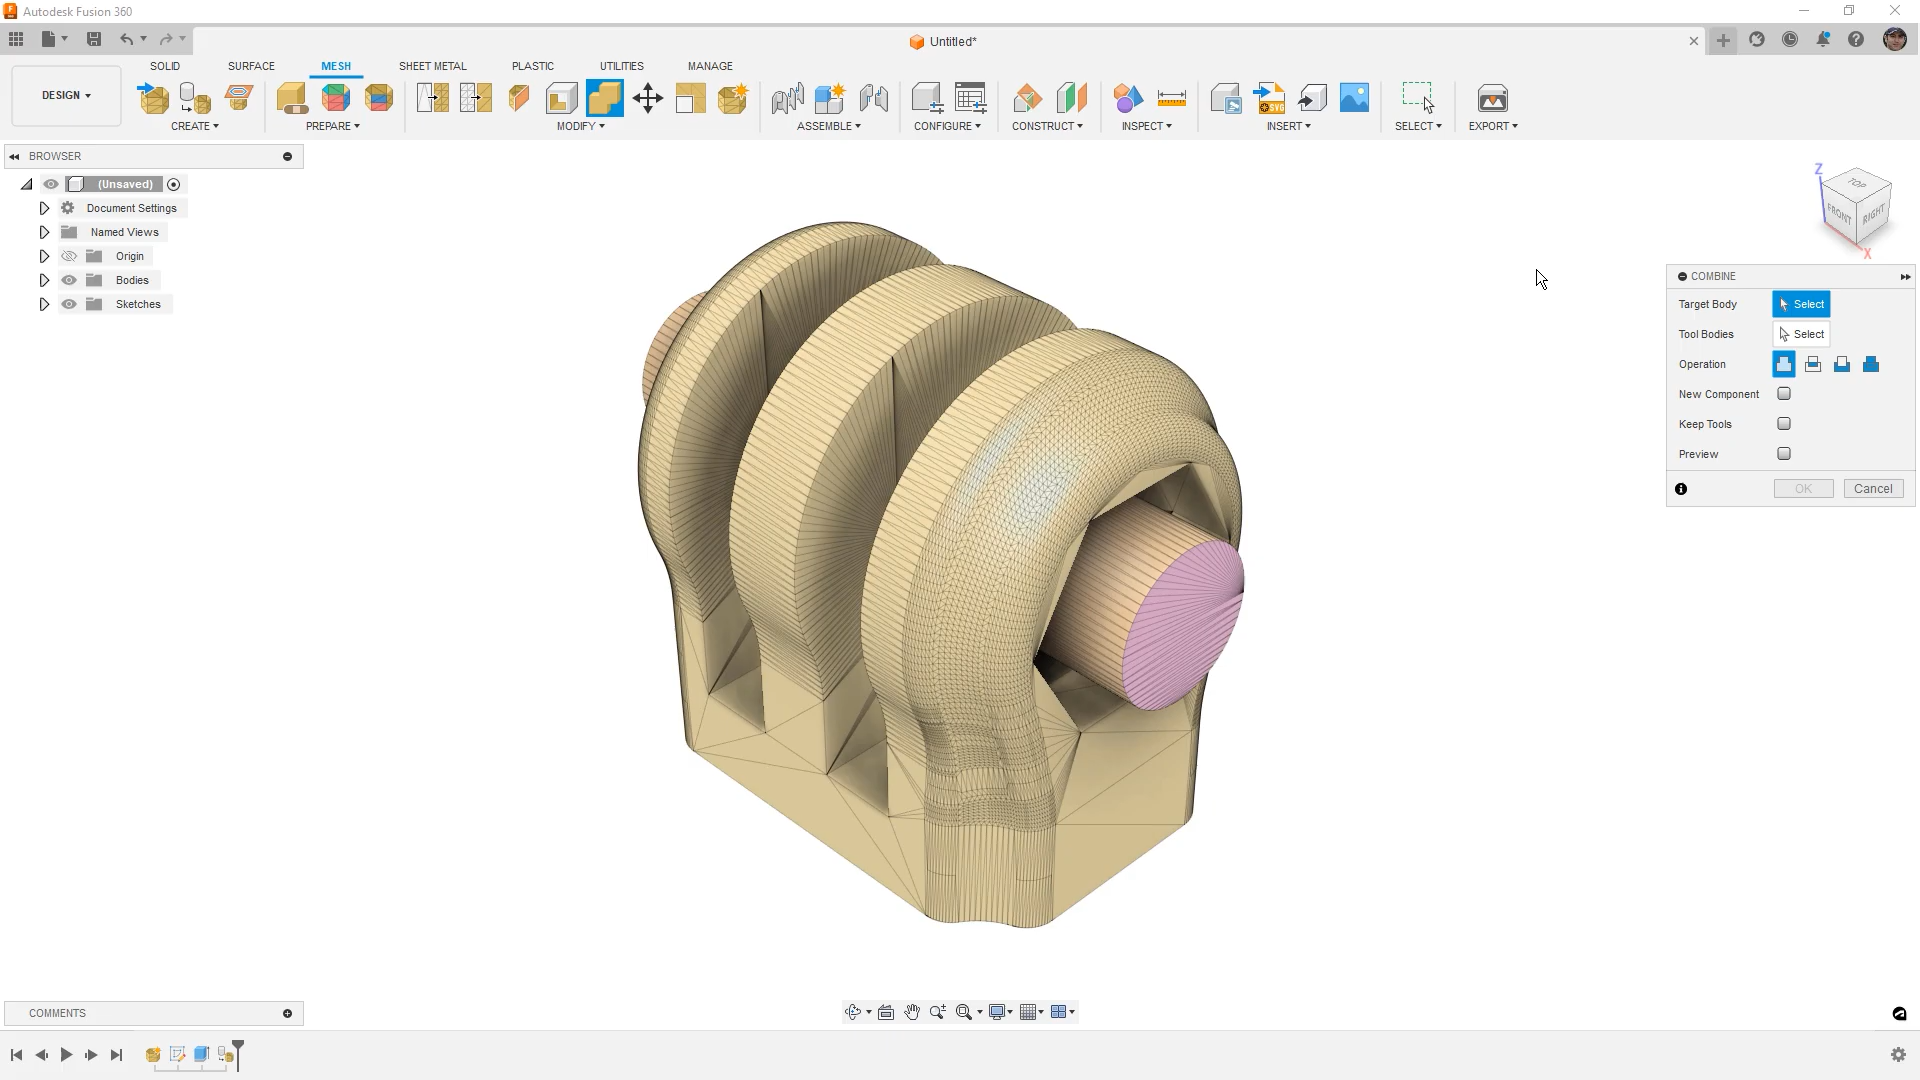 Autodesk Fusion 360
Untitled*
SOLID SURFACE MESH SHEET METAL PLASTIC UTILITIES MANAGE
DESIGN
CREATE PREPARE MODIFY ASSEMBLE CONFIGURE CONSTRUCT INSPECT INSERT SELECT EXPORT
BROWSER
(Unsaved)
Document Settings
Named Views
Origin
Bodies
Sketches
Z
TOP
FRONT
RIGHT
X
COMBINE
Target Body Select
Tool Bodies Select
Operation
New Component
Keep Tools
Preview
OK Cancel
COMMENTS